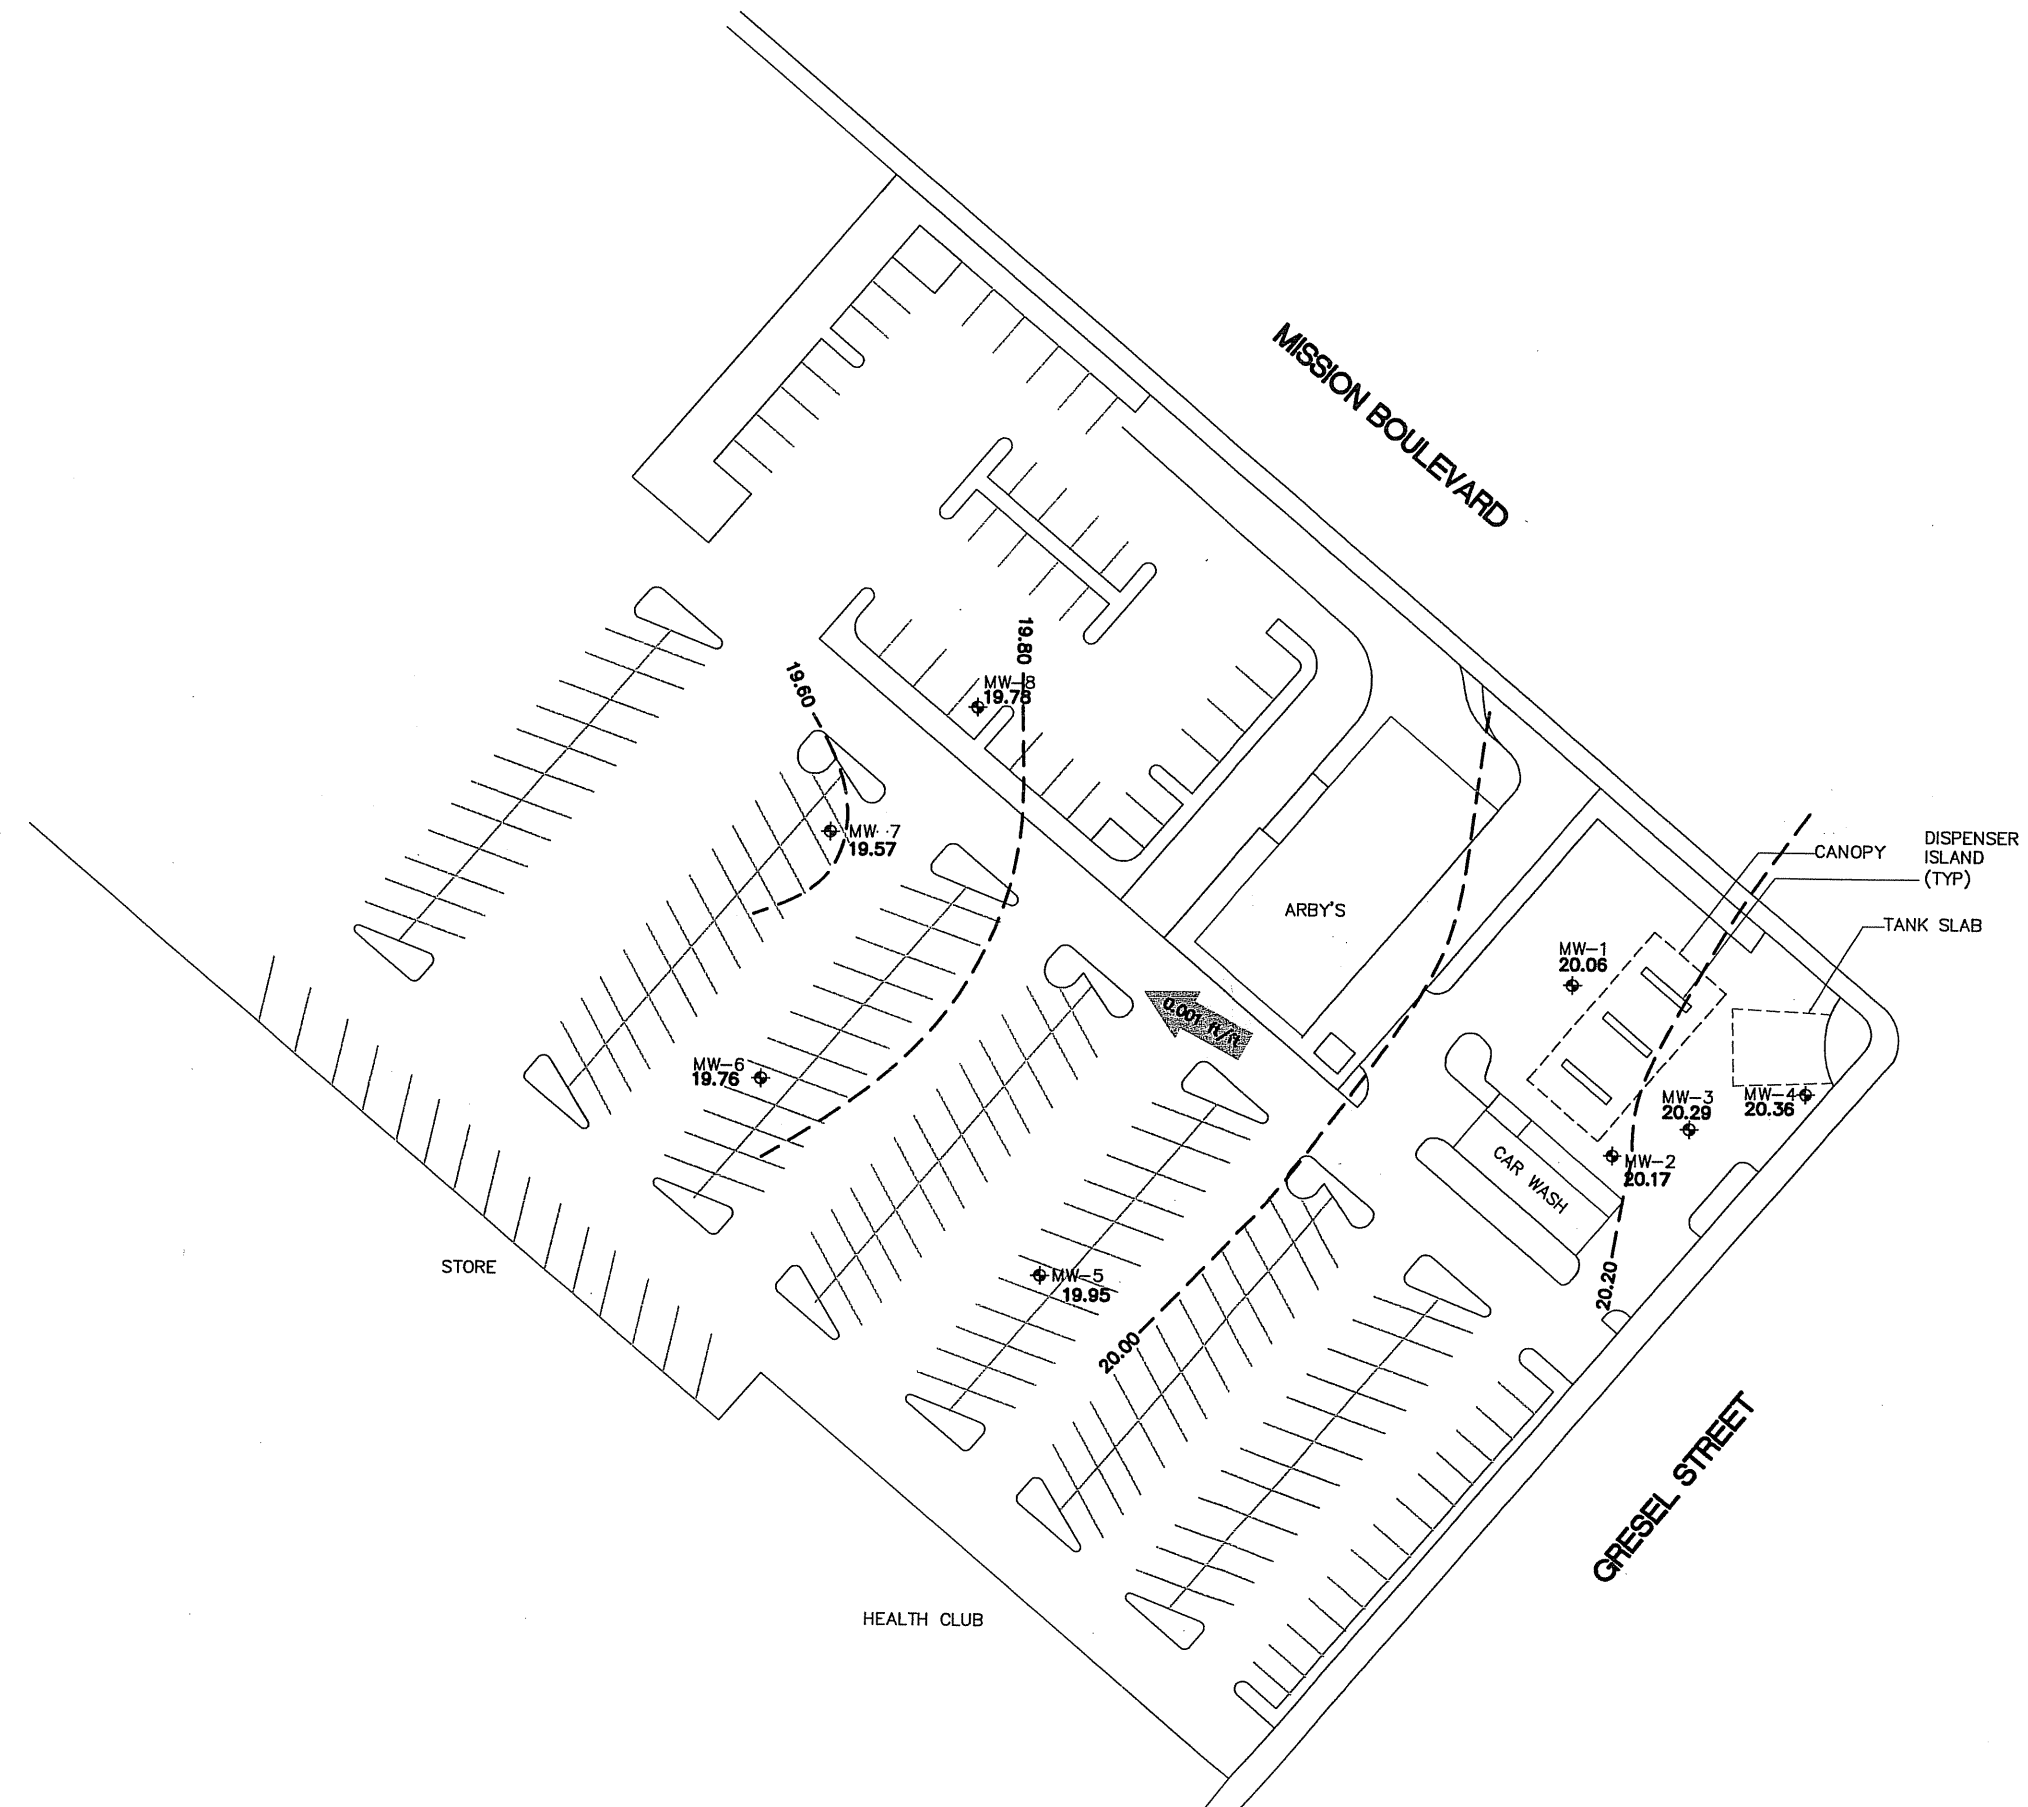 MISSION BOULEVARD
19.80
MW-8
19.78
19.60
MW-7
19.57
CANOPY
DISPENSER
ISLAND
(TYP)
ARBY'S
TANK SLAB
MW-1
20.06
0.001 ft/ft
MW-6
19.76
MW-3
20.29
MW-4
20.36
MW-2
20.17
CAR WASH
STORE
MW-5
19.95
20.20
20.00
GRESEL STREET
HEALTH CLUB